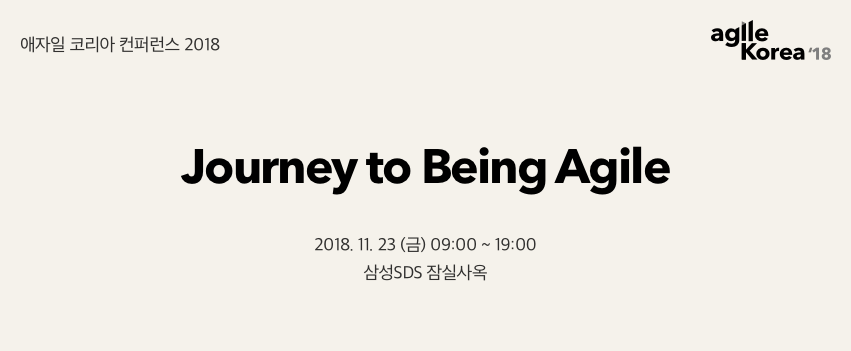 애자일 코리아 컨퍼런스 2018
agile
Korea '18
Journey to Being Agile
2018. 11. 23 (금) 09:00 ~ 19:00
삼성SDS 잠실사옥